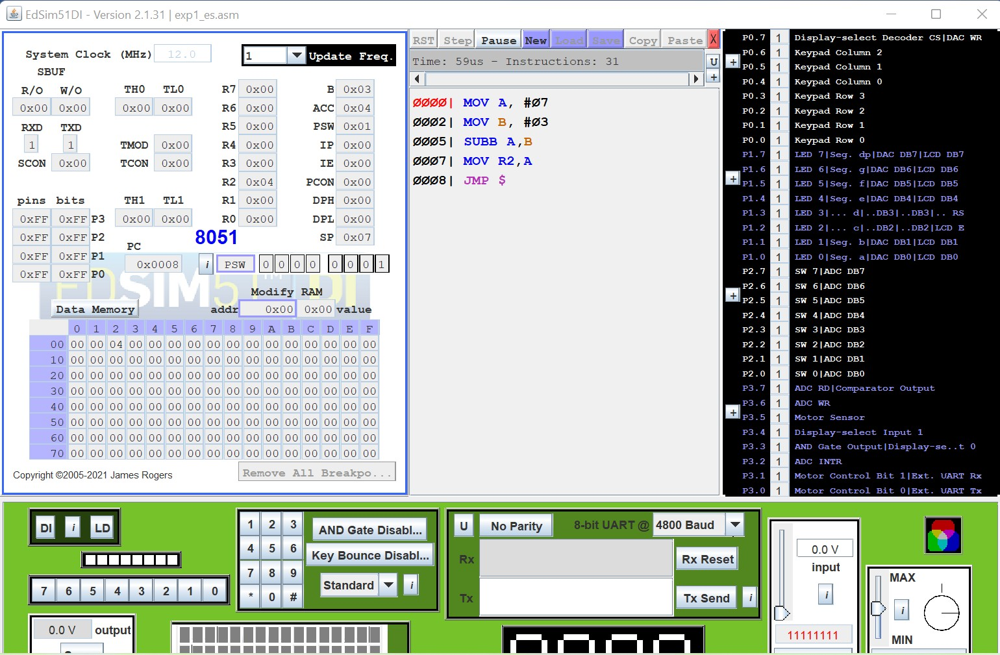 EdSim51DI - Version 2.1.31 | exp1_es.asm
System Clock (MHz) 12.0
1 Update Freq.
SBUF
R/O W/O TH0 TL0 R7 0x00 B 0x03
0x00 0x00 0x00 0x00 R6 0x00 ACC 0x04
RXD TXD R5 0x00 PSW 0x01
1 1 TMOD 0x00 R4 0x00 IP 0x00
SCON 0x00 TCON 0x00 R3 0x00 IE 0x00
R2 0x04 PCON 0x00
pins bits TH1 TL1 R1 0x00 DPH 0x00
0xFF 0xFF P3 0x00 0x00 R0 0x00 DPL 0x00
0xFF 0xFF P2 8051 SP 0x07
PC
0xFF 0xFF P1 0x0008 i PSW 0 0 0 0 0 0 0 1
0xFF 0xFF P0
EDSIM51™ DI
Modify RAM
Data Memory addr 0x00 0x00 value
0 1 2 3 4 5 6 7 8 9 A B C D E F
00 00 00 04 00 00 00 00 00 00 00 00 00 00 00 00 00
10 00 00 00 00 00 00 00 00 00 00 00 00 00 00 00 00
20 00 00 00 00 00 00 00 00 00 00 00 00 00 00 00 00
30 00 00 00 00 00 00 00 00 00 00 00 00 00 00 00 00
40 00 00 00 00 00 00 00 00 00 00 00 00 00 00 00 00
50 00 00 00 00 00 00 00 00 00 00 00 00 00 00 00 00
60 00 00 00 00 00 00 00 00 00 00 00 00 00 00 00 00
70 00 00 00 00 00 00 00 00 00 00 00 00 00 00 00 00
Copyright ©2005-2021 James Rogers
Remove All Breakpo...
RST Step Pause New Load Save Copy Paste X
Time: 59us - Instructions: 31
U
+
0000| MOV A, #07
0002| MOV B, #03
0005| SUBB A,B
0007| MOV R2,A
0008| JMP $
P0.7 1 Display-select Decoder CS|DAC WR
P0.6 1 Keypad Column 2
+
P0.5 1 Keypad Column 1
P0.4 1 Keypad Column 0
P0.3 1 Keypad Row 3
P0.2 1 Keypad Row 2
P0.1 1 Keypad Row 1
P0.0 1 Keypad Row 0
P1.7 1 LED 7|Seg. dp|DAC DB7|LCD DB7
P1.6 1 LED 6|Seg. g|DAC DB6|LCD DB6
+
P1.5 1 LED 5|Seg. f|DAC DB5|LCD DB5
P1.4 1 LED 4|Seg. e|DAC DB4|LCD DB4
P1.3 1 LED 3|... d|..DB3|..DB3|.. RS
P1.2 1 LED 2|... c|..DB2|..DB2|LCD E
P1.1 1 LED 1|Seg. b|DAC DB1|LCD DB1
P1.0 1 LED 0|Seg. a|DAC DB0|LCD DB0
P2.7 1 SW 7|ADC DB7
P2.6 1 SW 6|ADC DB6
+
P2.5 1 SW 5|ADC DB5
P2.4 1 SW 4|ADC DB4
P2.3 1 SW 3|ADC DB3
P2.2 1 SW 2|ADC DB2
P2.1 1 SW 1|ADC DB1
P2.0 1 SW 0|ADC DB0
P3.7 1 ADC RD|Comparator Output
P3.6 1 ADC WR
+
P3.5 1 Motor Sensor
P3.4 1 Display-select Input 1
P3.3 1 AND Gate Output|Display-se..t 0
P3.2 1 ADC INTR
P3.1 1 Motor Control Bit 1|Ext. UART Rx
P3.0 1 Motor Control Bit 0|Ext. UART Tx
DI i LD
7 6 5 4 3 2 1 0
0.0 V output
1 2 3
4 5 6
7 8 9
* 0 #
AND Gate Disabl...
Key Bounce Disabl...
Standard i
U No Parity 8-bit UART @ 4800 Baud
Rx Rx Reset
Tx Tx Send i
0.0 V
input
i
11111111
MAX
i
MIN